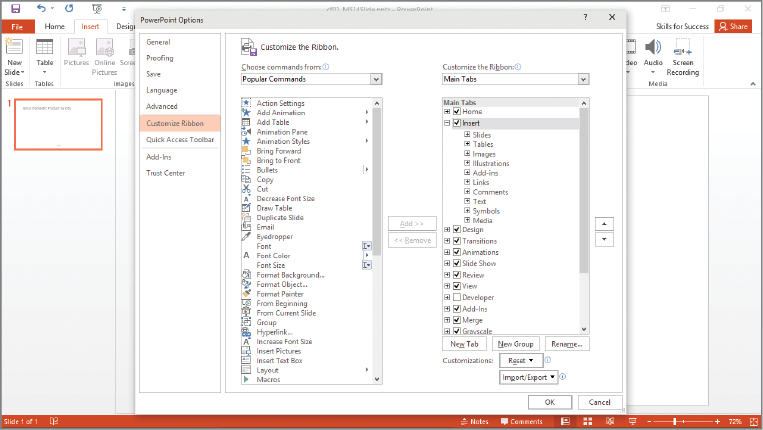 PowerPoint Options
? ×
File Home Insert
Skills for Success Share
New Slide
Table
Pictures
Online Pictures
Audio
Screen Recording
Slides Tables Images Media
1
General
Proofing
Save
Language
Advanced
Customize Ribbon
Quick Access Toolbar
Add-Ins
Trust Center
Customize the Ribbon.
Choose commands from:
Popular Commands
Action Settings
Add Animation
Add Table
Animation Pane
Animation Styles
Bring Forward
Bring to Front
Bullets
Copy
Cut
Decrease Font Size
Draw Table
Duplicate Slide
Email
Eyedropper
Font
Font Color
Font Size
Format Background...
Format Object...
Format Painter
From Beginning
From Current Slide
Group
Hyperlink...
Increase Font Size
Insert Pictures
Insert Text Box
Layout
Macros
Add >>
<< Remove
Customize the Ribbon:
Main Tabs
Main Tabs
Home
Insert
Slides
Tables
Images
Illustrations
Add-ins
Links
Comments
Text
Symbols
Media
Design
Transitions
Animations
Slide Show
Review
View
Developer
Add-Ins
Merge
Grayscale
New Tab New Group Rename...
Customizations: Reset
Import/Export
OK Cancel
Slide 1 of 1 Notes Comments 72%